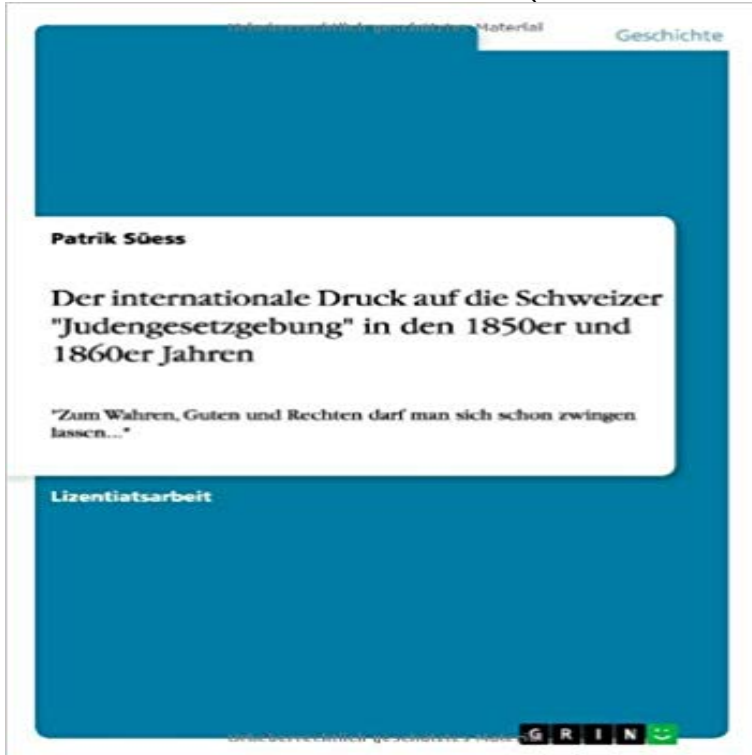 Material
Geschichte
Patrik Süess
Der internationale Druck auf die Schweizer
"Judengesetzgebung" in den 1850er und
1860er Jahren
"Zum Wahren, Guten und Rechten darf man sich schon zwingen
lassen..."
Lizentiatsarbeit
GRIN